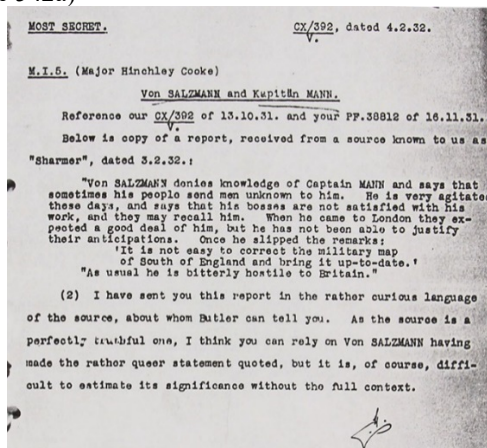 MOST SECRET.
CX/392, dated 4.2.32.
V.
M.I.5. (Major Hinchley Cooke)
Von SALZMANN and Kapitän MANN.
Reference our CX/392 of 13.10.31. and your PF.38812 of 16.11.31.
V.
Below is copy of a report, received from a source known to us as
"Sharmer", dated 3.2.32.:
"Von SALZMANN denies knowledge of Captain MANN and says that
sometimes his people send men unknown to him. He is very agitate
these days, and says that his bosses are not satisfied with his
work, and they may recall him. When he came to London they ex-
pected a good deal of him, but he has not been able to justify
their anticipations. Once he slipped the remarks:
'It is not easy to correct the military map
of South of England and bring it up-to-date.'
"As usual he is bitterly hostile to Britain."
(2) I have sent you this report in the rather curious language
of the source, about whom Butler can tell you. As the source is a
perfectly truthful one, I think you can rely on Von SALZMANN having
made the rathor queer statement quoted, but it is, of course, diffi-
cult to estimate its significance without the full context.